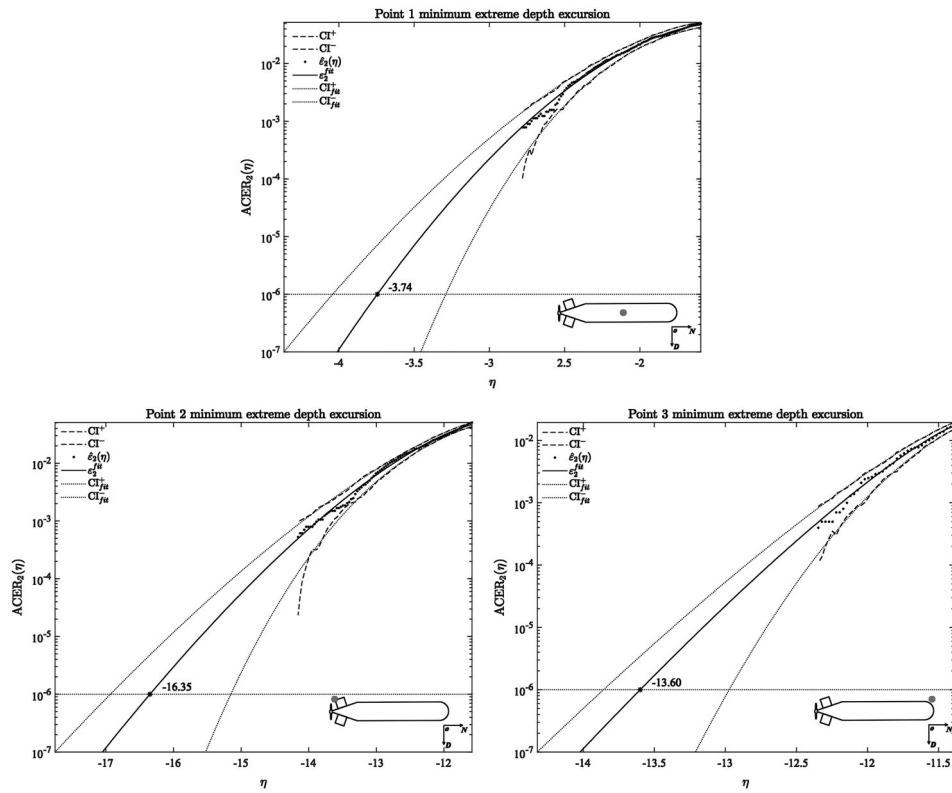 Point 1 minimum extreme depth excursion
CI⁺
CI⁻
ε̂₂(η)
ε₂ᶠⁱᵗ
CI⁺fit
CI⁻fit
ACER₂(η)
10⁻²
10⁻³
10⁻⁴
10⁻⁵
10⁻⁶
10⁻⁷
-3.74
o N
D
-4 -3.5 -3 2.5 -2
η
Point 2 minimum extreme depth excursion
CI⁺
CI⁻
ε̂₂(η)
ε₂ᶠⁱᵗ
CI⁺fit
CI⁻fit
ACER₂(η)
10⁻²
10⁻³
10⁻⁴
10⁻⁵
10⁻⁶
10⁻⁷
-16.35
o N
D
-17 -16 -15 -14 -13 -12
η
Point 3 minimum extreme depth excursion
CI⁺
CI⁻
ε̂₂(η)
ε₂ᶠⁱᵗ
CI⁺fit
CI⁻fit
ACER₂(η)
10⁻²
10⁻³
10⁻⁴
10⁻⁵
10⁻⁶
10⁻⁷
-13.60
o N
D
-14 -13.5 -13 -12.5 -12 -11.5
η